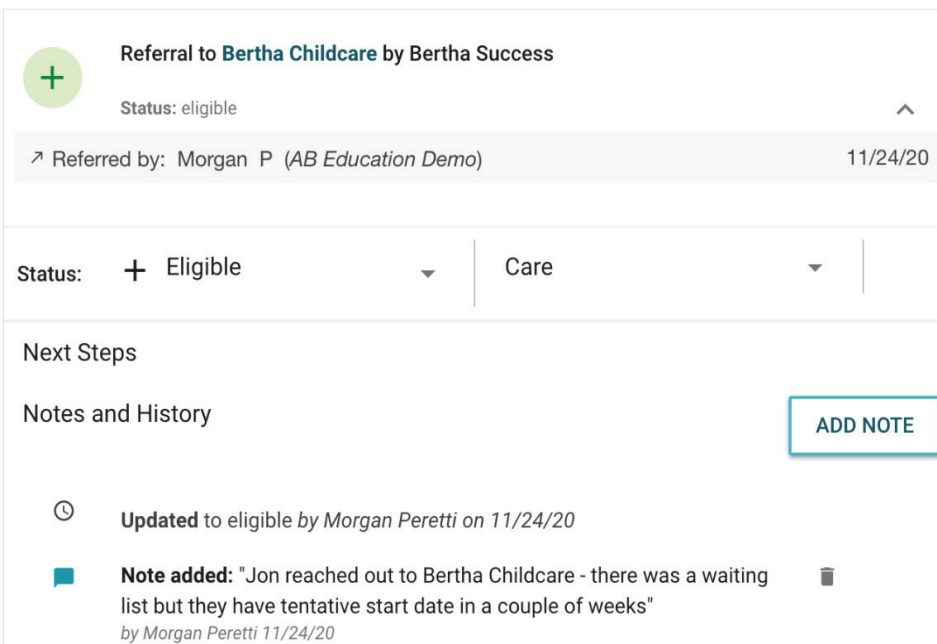 Referral to Bertha Childcare by Bertha Success
Status: eligible
Referred by: Morgan P (AB Education Demo) 11/24/20
Status: Eligible Care
Next Steps
Notes and History
ADD NOTE
Updated to eligible by Morgan Peretti on 11/24/20
Note added: "Jon reached out to Bertha Childcare - there was a waiting
list but they have tentative start date in a couple of weeks"
by Morgan Peretti 11/24/20